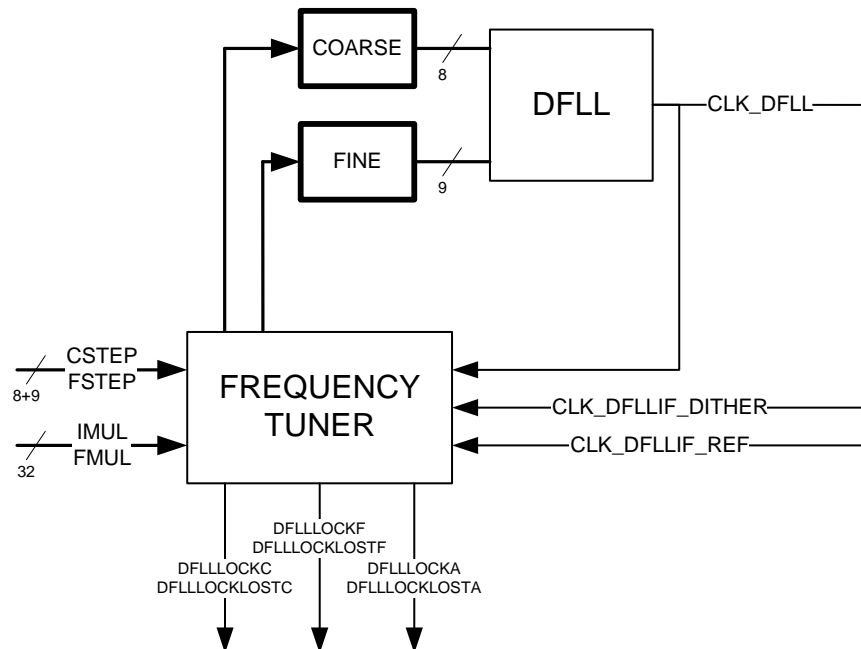 COARSE
8
DFLL
CLK_DFLL
FINE
9
CSTEP
FSTEP
8+9
FREQUENCY
TUNER
CLK_DFLLIF_DITHER
IMUL
FMUL
32
CLK_DFLLIF_REF
DFLLLOCKF
DFLLLOCKLOSTF
DFLLLOCKC
DFLLLOCKLOSTC
DFLLLOCKA
DFLLLOCKLOSTA